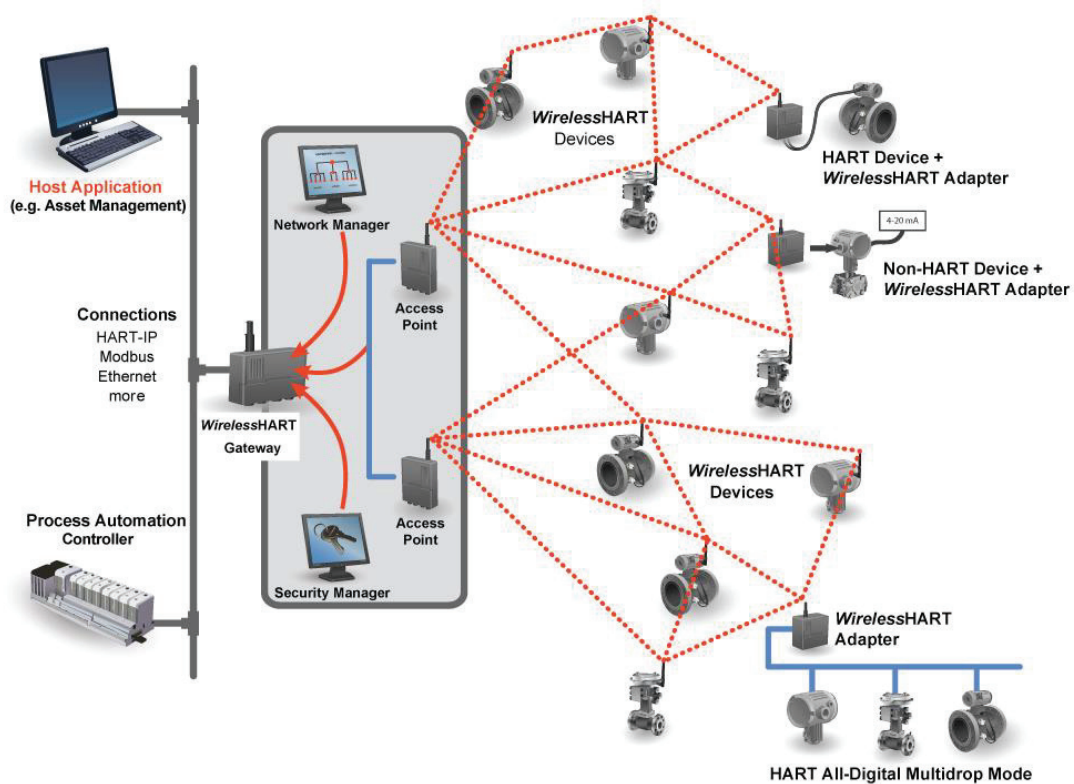 Host Application
(e.g. Asset Management)
Connections
HART-IP
Modbus
Ethernet
more
Process Automation
Controller
Network Manager
Access
Point
WirelessHART
Gateway
Access
Point
Security Manager
WirelessHART
Devices
HART Device +
WirelessHART Adapter
4-20 mA
Non-HART Device +
WirelessHART Adapter
WirelessHART
Devices
WirelessHART
Adapter
HART All-Digital Multidrop Mode